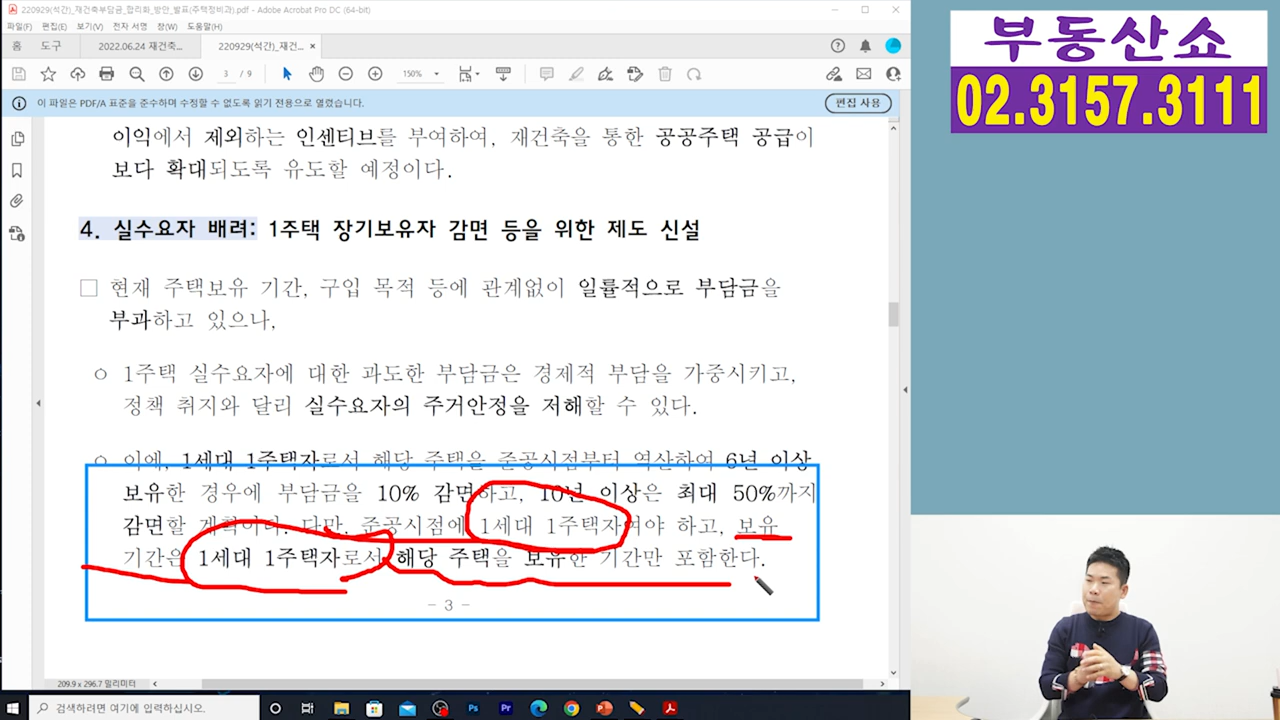 220929(석간)_재건축부담금_합리화_방안_발표(주택정비과).pdf - Adobe Acrobat Pro DC (64-bit)
파일(F) 편집(E) 보기(V) 전자 서명 창(W) 도움말(H)
홈 도구 2022.06.24 재건축... 220929(석간)_재건... ×
3 / 9 150%
이 파일은 PDF/A 표준을 준수하며 수정할 수 없도록 읽기 전용으로 열렸습니다. 편집 사용
이익에서 제외하는 인센티브를 부여하여, 재건축을 통한 공공주택 공급이
보다 확대되도록 유도할 예정이다.
4. 실수요자 배려: 1주택 장기보유자 감면 등을 위한 제도 신설
□ 현재 주택보유 기간, 구입 목적 등에 관계없이 일률적으로 부담금을
부과하고 있으나,
ㅇ 1주택 실수요자에 대한 과도한 부담금은 경제적 부담을 가중시키고,
정책 취지와 달리 실수요자의 주거안정을 저해할 수 있다.
ㅇ 이에, 1세대 1주택자로서 해당 주택을 준공시점부터 역산하여 6년 이상
보유한 경우에 부담금을 10% 감면하고, 10년 이상은 최대 50%까지
감면할 계획이다. 다만, 준공시점에 1세대 1주택자여야 하고, 보유
기간은 1세대 1주택자로서 해당 주택을 보유한 기간만 포함한다.
- 3 -
209.9 x 296.7 밀리미터
검색하려면 여기에 입력하십시오.
Ps Pr
부동산쇼
02.3157.3111